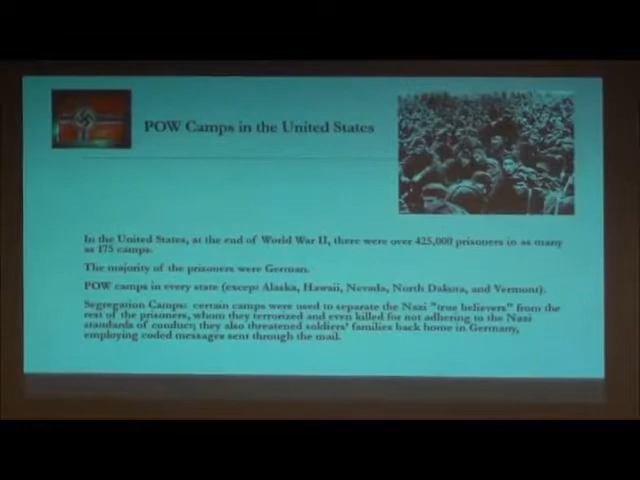 POW Camps in the United States
In the United States, at the end of World War II, there were over 425,000 prisoners in as many
as 175 camps.
The majority of the prisoners were German.
POW camps in every state (except Alaska, Hawaii, Nevada, North Dakota, and Vermont).
Segregation Camps: certain camps were used to separate the Nazi "true believers" from the
rest of the prisoners, whom they terrorized and even killed for not adhering to the Nazi
standards of conduct; they also threatened soldiers' families back home in Germany,
employing coded messages sent through the mail.